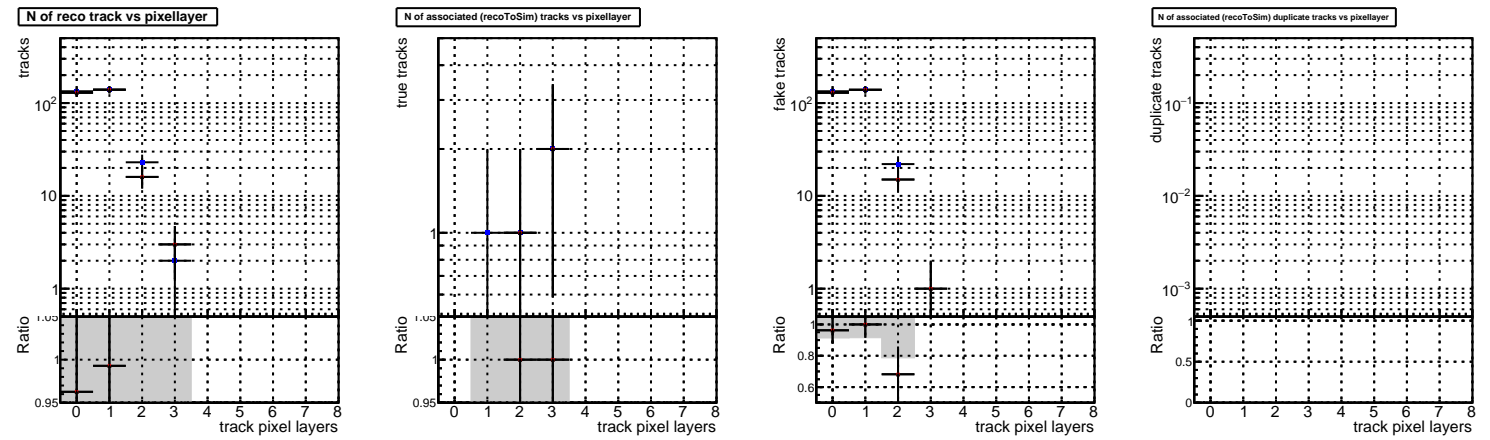 N of reco track vs pixellayer
tracks
10²
10
1
Ratio
1.05
1
0.95
0 1 2 3 4 5 6 7 8
track pixel layers
N of associated (recoToSim) tracks vs pixellayer
true tracks
1
Ratio
1.05
1
0.95
0 1 2 3 4 5 6 7 8
track pixel layers
fake tracks
10²
10
1
Ratio
1
0.8
0.6
0 1 2 3 4 5 6 7 8
track pixel layers
N of associated (recoToSim) duplicate tracks vs pixellayer
duplicate tracks
10⁻¹
10⁻²
10⁻³
Ratio
1
0.5
0
0 1 2 3 4 5 6 7 8
track pixel layers